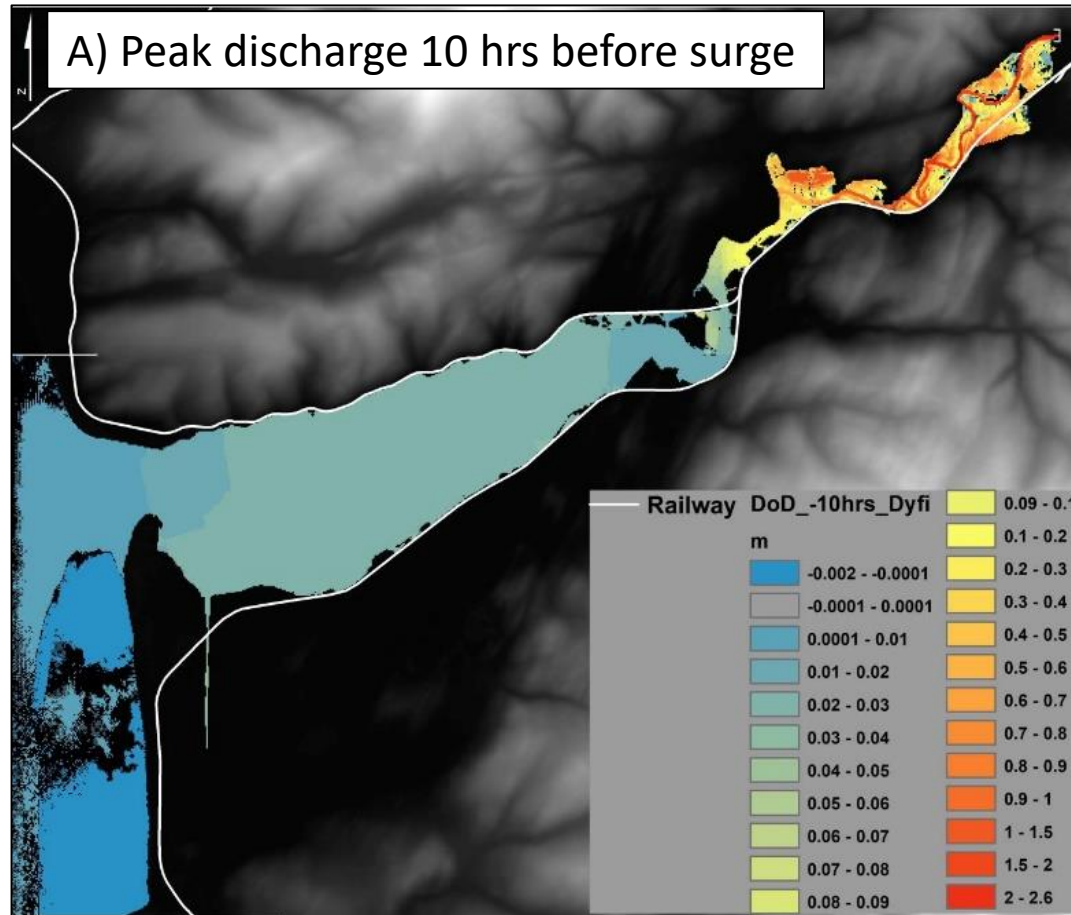 A) Peak discharge 10 hrs before surge
N
Railway
DoD_-10hrs_Dyfi
m
-0.002 - -0.0001
-0.0001 - 0.0001
0.0001 - 0.01
0.01 - 0.02
0.02 - 0.03
0.03 - 0.04
0.04 - 0.05
0.05 - 0.06
0.06 - 0.07
0.07 - 0.08
0.08 - 0.09
0.09 - 0.1
0.1 - 0.2
0.2 - 0.3
0.3 - 0.4
0.4 - 0.5
0.5 - 0.6
0.6 - 0.7
0.7 - 0.8
0.8 - 0.9
0.9 - 1
1 - 1.5
1.5 - 2
2 - 2.6